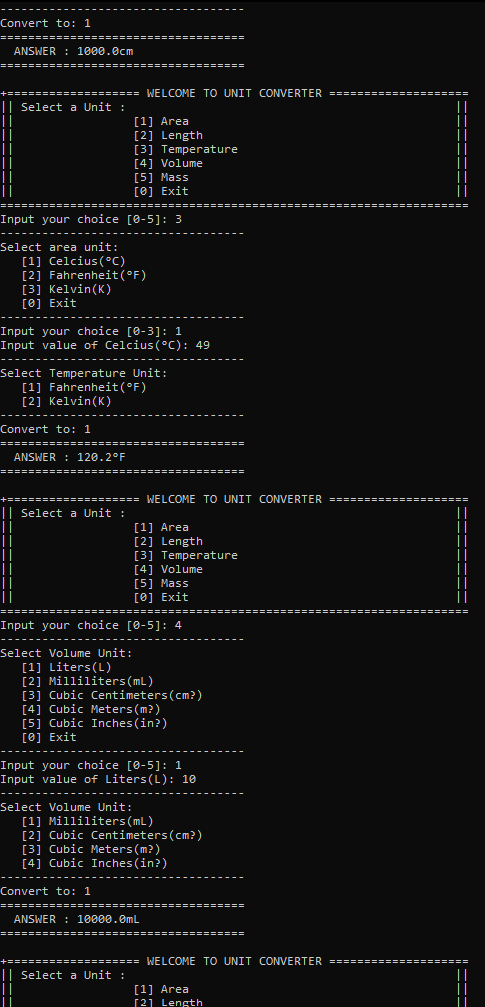 ----------------------------------
Convert to: 1
===================================
  ANSWER : 1000.0cm
===================================

+=================== WELCOME TO UNIT CONVERTER ====================
|| Select a Unit :                                               ||
||                 [1] Area                                      ||
||                 [2] Length                                    ||
||                 [3] Temperature                               ||
||                 [4] Volume                                    ||
||                 [5] Mass                                      ||
||                 [0] Exit                                      ||
===================================================================
Input your choice [0-5]: 3
-----------------------------------
Select area unit:
   [1] Celcius(°C)
   [2] Fahrenheit(°F)
   [3] Kelvin(K)
   [0] Exit
-----------------------------------
Input your choice [0-3]: 1
Input value of Celcius(°C): 49
-----------------------------------
Select Temperature Unit:
   [1] Fahrenheit(°F)
   [2] Kelvin(K)
-----------------------------------
Convert to: 1
===================================
  ANSWER : 120.2°F
===================================

+=================== WELCOME TO UNIT CONVERTER ====================
|| Select a Unit :                                               ||
||                 [1] Area                                      ||
||                 [2] Length                                    ||
||                 [3] Temperature                               ||
||                 [4] Volume                                    ||
||                 [5] Mass                                      ||
||                 [0] Exit                                      ||
===================================================================
Input your choice [0-5]: 4
-----------------------------------
Select Volume Unit:
   [1] Liters(L)
   [2] Milliliters(mL)
   [3] Cubic Centimeters(cm?)
   [4] Cubic Meters(m?)
   [5] Cubic Inches(in?)
   [0] Exit
-----------------------------------
Input your choice [0-5]: 1
Input value of Liters(L): 10
-----------------------------------
Select Volume Unit:
   [1] Milliliters(mL)
   [2] Cubic Centimeters(cm?)
   [3] Cubic Meters(m?)
   [4] Cubic Inches(in?)
-----------------------------------
Convert to: 1
===================================
  ANSWER : 10000.0mL
===================================

+=================== WELCOME TO UNIT CONVERTER ====================
|| Select a Unit :                                               ||
||                 [1] Area                                      ||
||                 [2] Length                                    ||